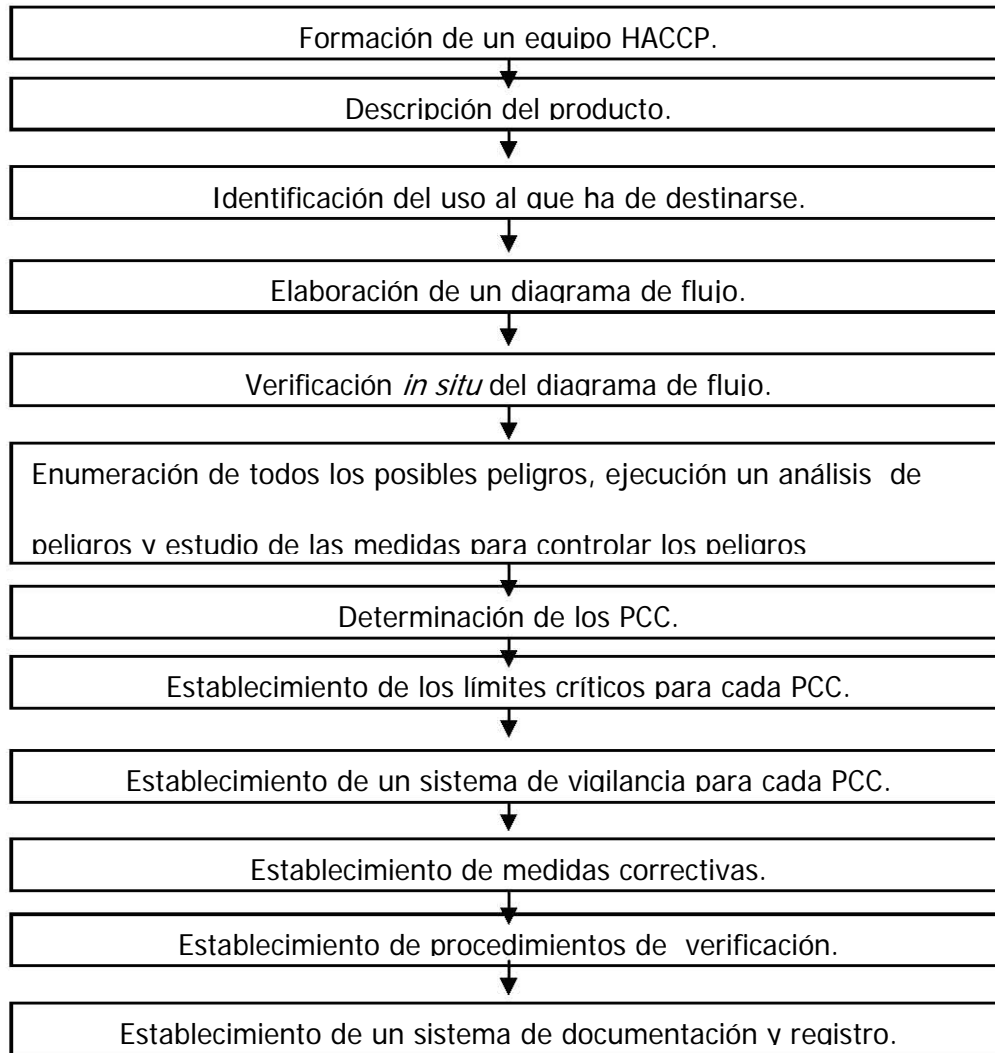 Formación de un equipo HACCP.
Descripción del producto.
Identificación del uso al que ha de destinarse.
Elaboración de un diagrama de flujo.
Verificación in situ del diagrama de flujo.
Enumeración de todos los posibles peligros, ejecución un análisis de
peligros y estudio de las medidas para controlar los peligros
Determinación de los PCC.
Establecimiento de los límites críticos para cada PCC.
Establecimiento de un sistema de vigilancia para cada PCC.
Establecimiento de medidas correctivas.
Establecimiento de procedimientos de verificación.
Establecimiento de un sistema de documentación y registro.